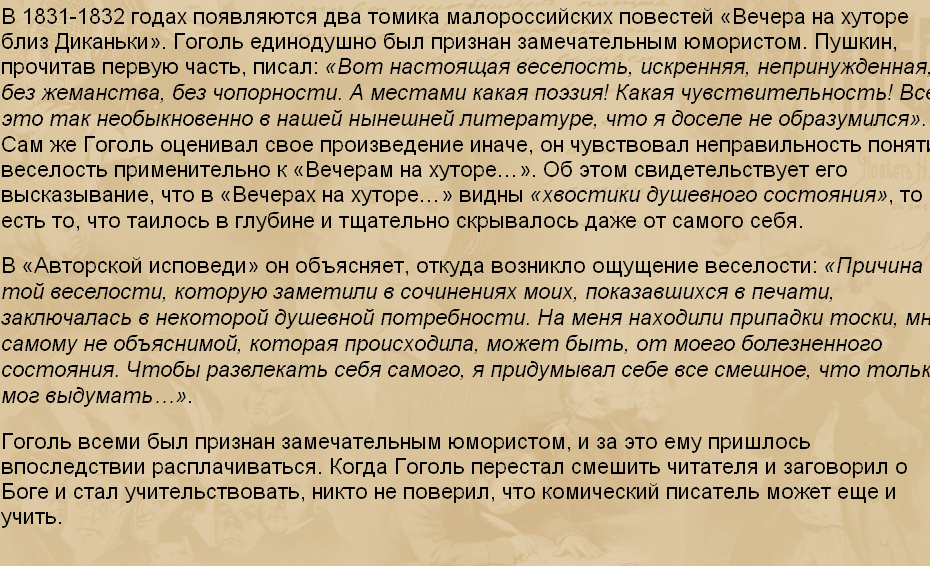 В 1831-1832 годах появляются два томика малороссийских повестей «Вечера на хуторе
близ Диканьки». Гоголь единодушно был признан замечательным юмористом. Пушкин,
прочитав первую часть, писал: «Вот настоящая веселость, искренняя, непринужденная,
без жеманства, без чопорности. А местами какая поэзия! Какая чувствительность! Все
это так необыкновенно в нашей нынешней литературе, что я доселе не образумился».
Сам же Гоголь оценивал свое произведение иначе, он чувствовал неправильность поняти
веселость применительно к «Вечерам на хуторе…». Об этом свидетельствует его
высказывание, что в «Вечерах на хуторе…» видны «хвостики душевного состояния», то
есть то, что таилось в глубине и тщательно скрывалось даже от самого себя.
В «Авторской исповеди» он объясняет, откуда возникло ощущение веселости: «Причина
той веселости, которую заметили в сочинениях моих, показавшихся в печати,
заключалась в некоторой душевной потребности. На меня находили припадки тоски, мн
самому не объяснимой, которая происходила, может быть, от моего болезненного
состояния. Чтобы развлекать себя самого, я придумывал себе все смешное, что тольк
мог выдумать…».
Гоголь всеми был признан замечательным юмористом, и за это ему пришлось
впоследствии расплачиваться. Когда Гоголь перестал смешить читателя и заговорил о
Боге и стал учительствовать, никто не поверил, что комический писатель может еще и
учить.